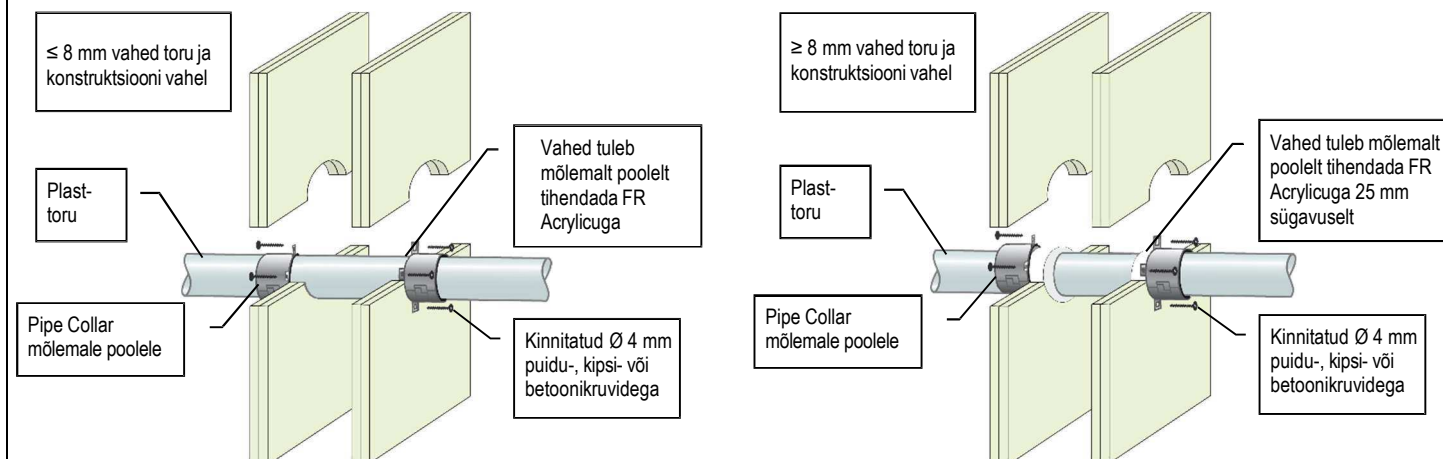 ≤ 8 mm vahed toru ja
konstruktsiooni vahel
Vahed tuleb
mõlemalt poolelt
tihendada FR
Acrylicuga
Plast-
toru
Pipe Collar
mõlemale poolele
Kinnitatud Ø 4 mm
puidu-, kipsi- või
betoonikruvidega
≥ 8 mm vahed toru ja
konstruktsiooni vahel
Vahed tuleb mõlemalt
poolelt tihendada FR
Acrylicuga 25 mm
sügavuselt
Plast-
toru
Pipe Collar
mõlemale poolele
Kinnitatud Ø 4 mm
puidu-, kipsi- või
betoonikruvidega